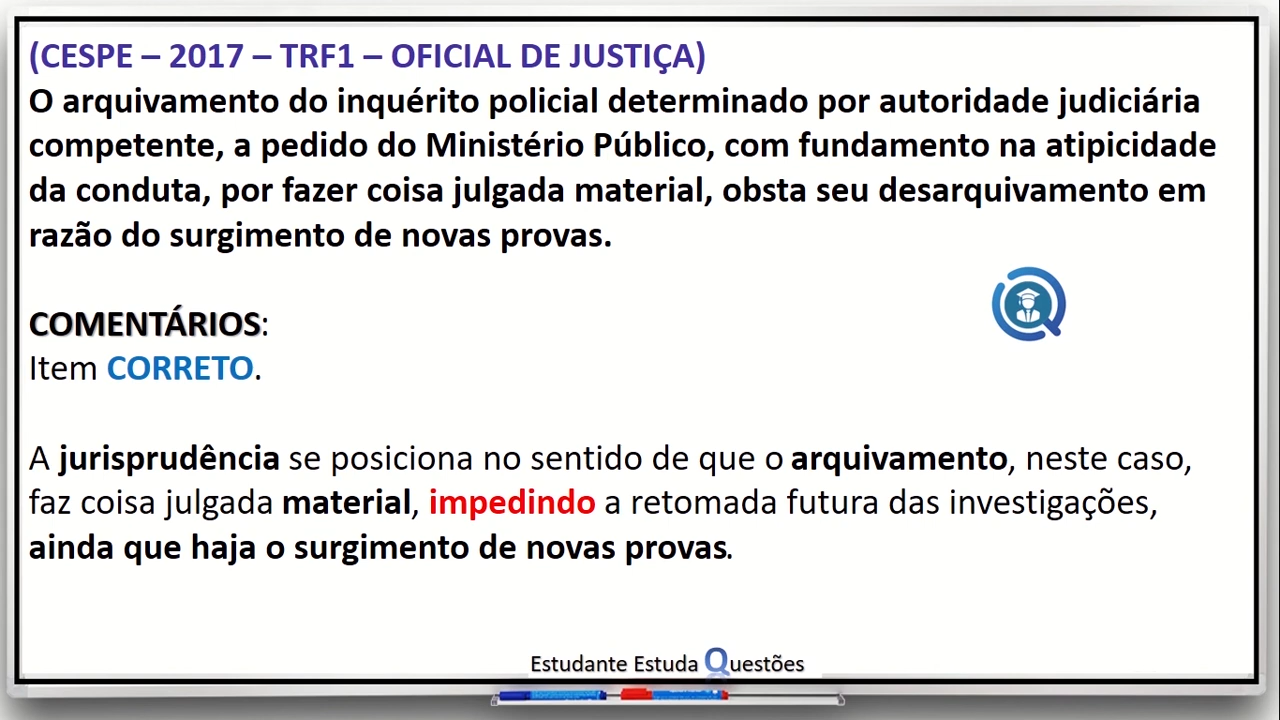 (CESPE – 2017 – TRF1 – OFICIAL DE JUSTIÇA)
O arquivamento do inquérito policial determinado por autoridade judiciária
competente, a pedido do Ministério Público, com fundamento na atipicidade
da conduta, por fazer coisa julgada material, obsta seu desarquivamento em
razão do surgimento de novas provas.
COMENTÁRIOS:
Item CORRETO.
A jurisprudência se posiciona no sentido de que o arquivamento, neste caso,
faz coisa julgada material, impedindo a retomada futura das investigações,
ainda que haja o surgimento de novas provas.
Estudante Estuda Questões